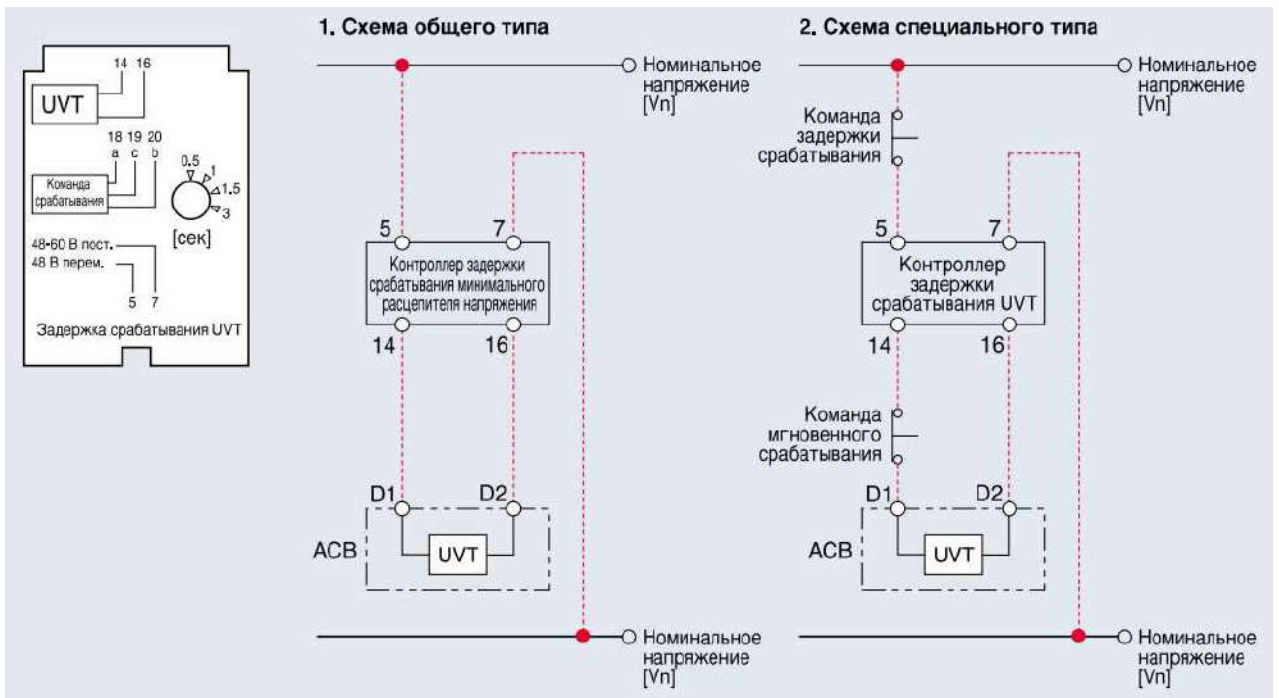 14 16
UVT
18 19 20
a c b
Команда
срабатывания
0.5
1
1.5
3
[сек]
48-60 В пост.
48 В перем.
5 7
Задержка срабатывания UVT
1. Схема общего типа
Номинальное
напряжение
[Vn]
5 7
Контроллер задержки
срабатывания минимального
расцепителя напряжения
14 16
D1 D2
ACB
UVT
Номинальное
напряжение
[Vn]
2. Схема специального типа
Номинальное
напряжение
[Vn]
Команда
задержки
срабатывания
5 7
Контроллер
задержки
срабатывания UVT
14 16
Команда
мгновенного
срабатывания
D1 D2
ACB
UVT
Номинальное
напряжение
[Vn]